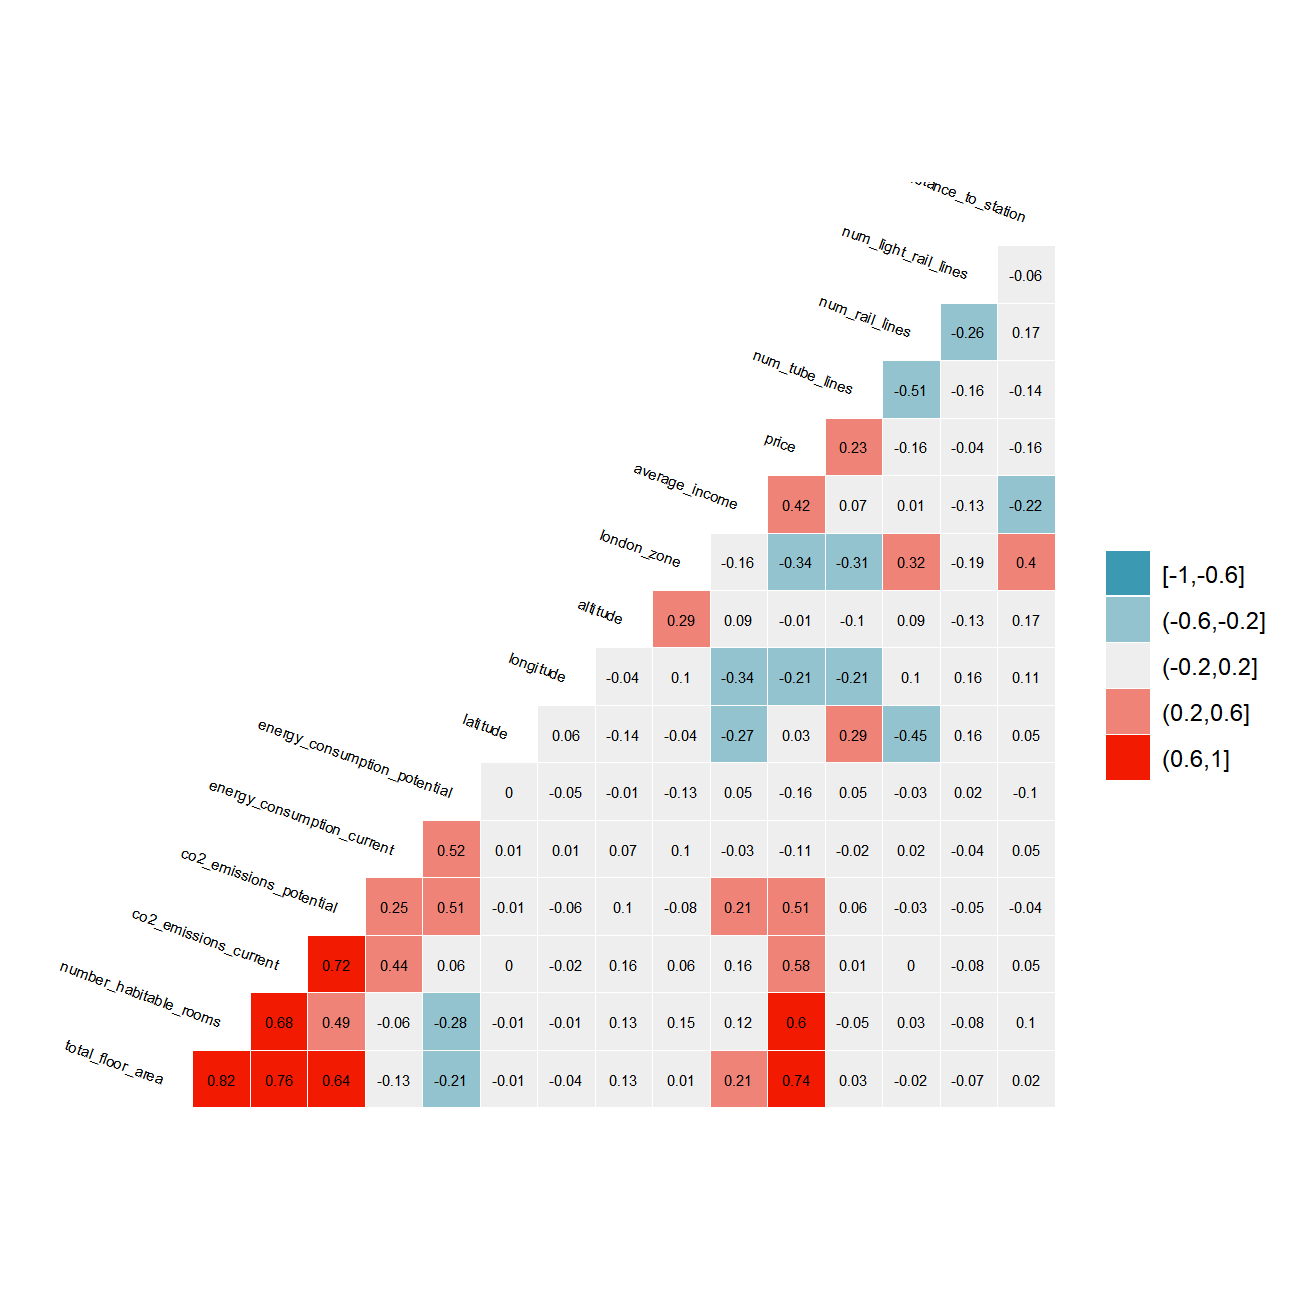 tance_to_station
num_light_rail_lines -0.06
num_rail_lines -0.26 0.17
num_tube_lines -0.51 -0.16 -0.14
price 0.23 -0.16 -0.04 -0.16
average_income 0.42 0.07 0.01 -0.13 -0.22
london_zone -0.16 -0.34 -0.31 0.32 -0.19 0.4
altitude 0.29 0.09 -0.01 -0.1 0.09 -0.13 0.17
longitude -0.04 0.1 -0.34 -0.21 -0.21 0.1 0.16 0.11
latitude 0.06 -0.14 -0.04 -0.27 0.03 0.29 -0.45 0.16 0.05
energy_consumption_potential 0 -0.05 -0.01 -0.13 0.05 -0.16 0.05 -0.03 0.02 -0.1
energy_consumption_current 0.52 0.01 0.01 0.07 0.1 -0.03 -0.11 -0.02 0.02 -0.04 0.05
co2_emissions_potential 0.25 0.51 -0.01 -0.06 0.1 -0.08 0.21 0.51 0.06 -0.03 -0.05 -0.04
co2_emissions_current 0.72 0.44 0.06 0 -0.02 0.16 0.06 0.16 0.58 0.01 0 -0.08 0.05
number_habitable_rooms 0.68 0.49 -0.06 -0.28 -0.01 -0.01 0.13 0.15 0.12 0.6 -0.05 0.03 -0.08 0.1
total_floor_area 0.82 0.76 0.64 -0.13 -0.21 -0.01 -0.04 0.13 0.01 0.21 0.74 0.03 -0.02 -0.07 0.02
[-1,-0.6]
(-0.6,-0.2]
(-0.2,0.2]
(0.2,0.6]
(0.6,1]